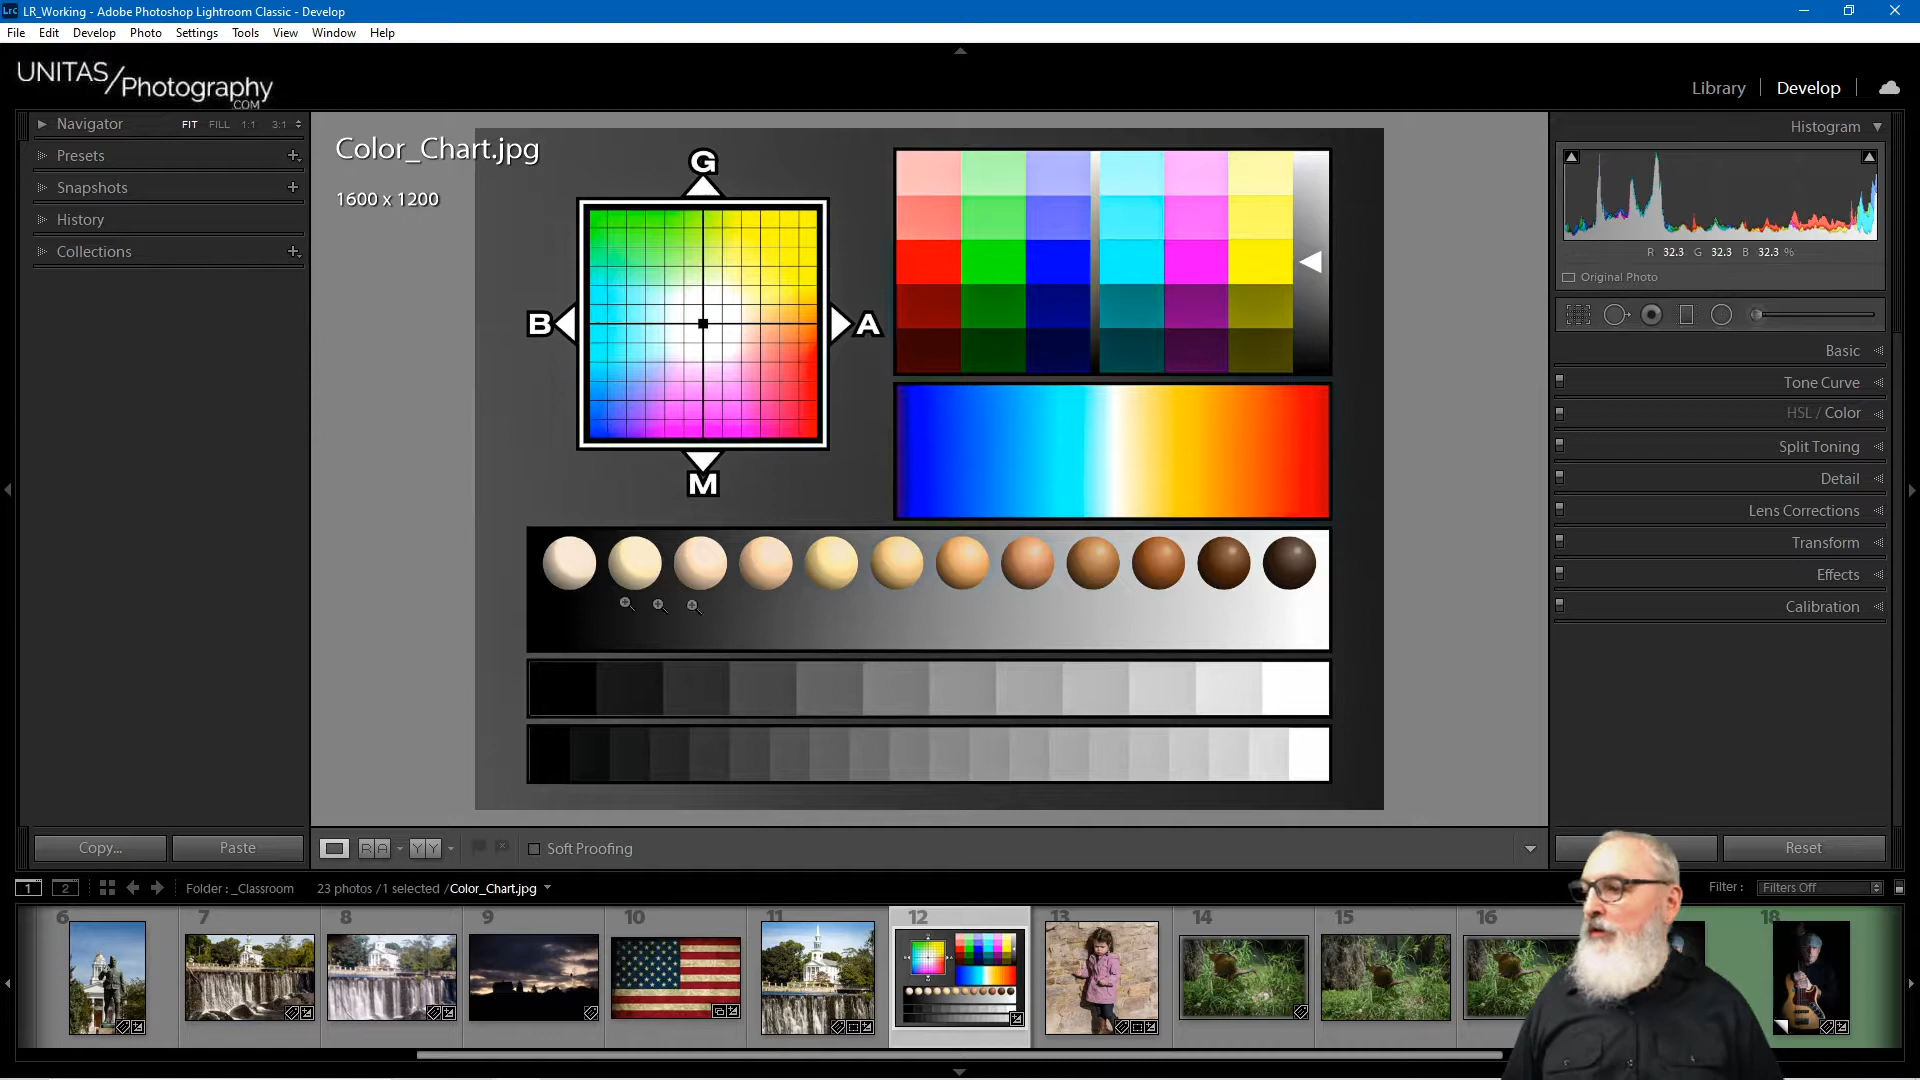 LR_Working - Adobe Photoshop Lightroom Classic - Develop
File Edit Develop Photo Settings Tools View Window Help
UNITAS/Photography
.COM
Library Develop
Navigator FIT FILL 1:1 3:1
Presets
Snapshots
History
Collections
Color_Chart.jpg
1600 x 1200
G
B
A
M
Histogram
R 32.3 G 32.3 B 32.3 %
Original Photo
Basic
Tone Curve
HSL / Color
Split Toning
Detail
Lens Corrections
Transform
Effects
Calibration
Copy... Paste
R A Y Y Soft Proofing
Reset
1 2 Folder : _Classroom 23 photos / 1 selected / Color_Chart.jpg
Filter : Filters Off
6 7 8 9 10 11 12 13 14 15 16 18